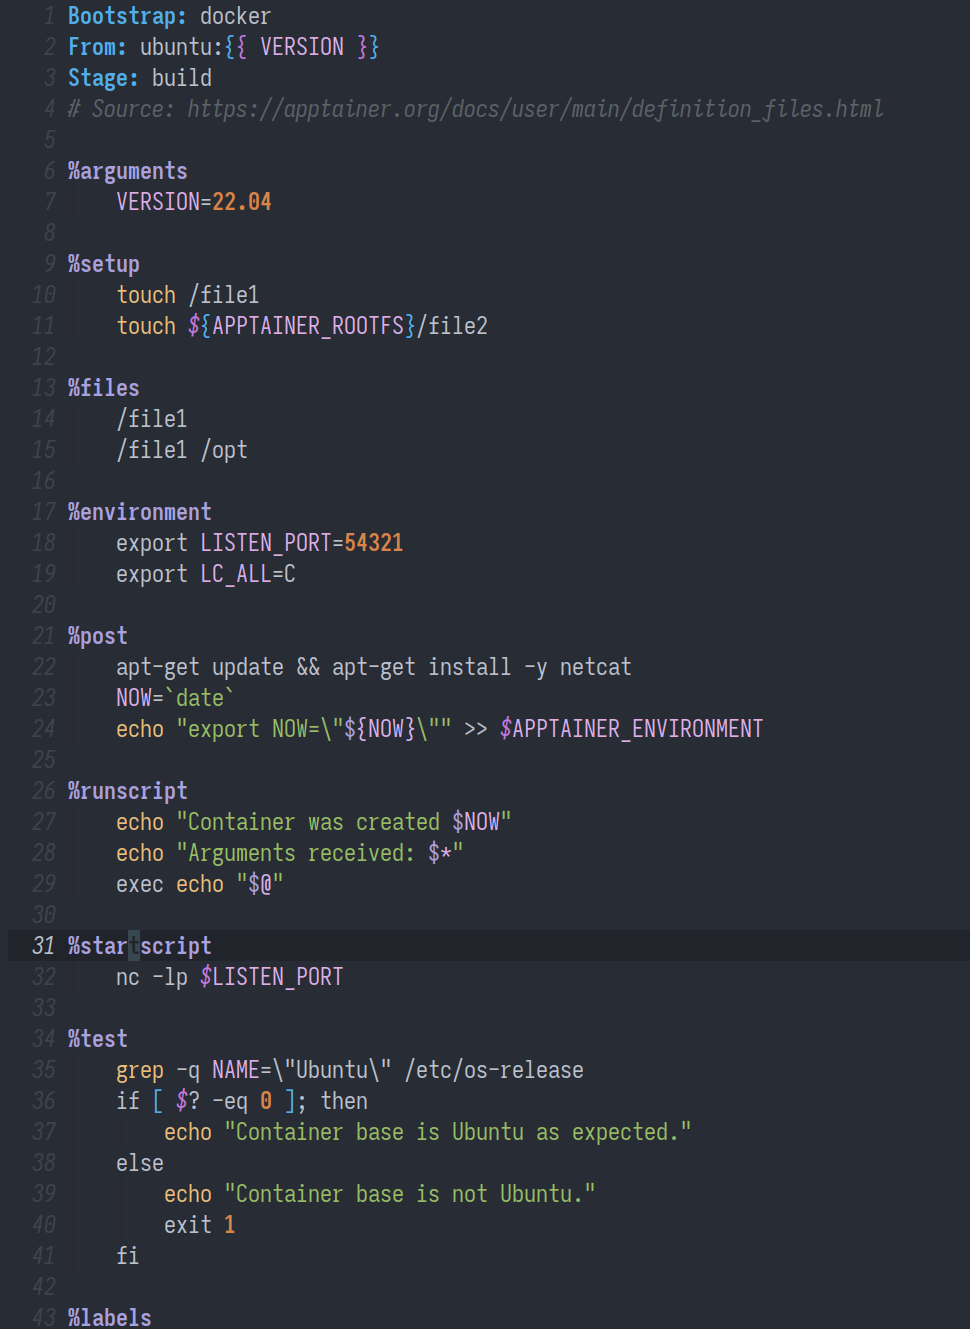 1 Bootstrap: docker
2 From: ubuntu:{{ VERSION }}
3 Stage: build
4 # Source: https://apptainer.org/docs/user/main/definition_files.html
5
6 %arguments
7     VERSION=22.04
8
9 %setup
10     touch /file1
11     touch ${APPTAINER_ROOTFS}/file2
12
13 %files
14     /file1
15     /file1 /opt
16
17 %environment
18     export LISTEN_PORT=54321
19     export LC_ALL=C
20
21 %post
22     apt-get update && apt-get install -y netcat
23     NOW=`date`
24     echo "export NOW=\"${NOW}\"" >> $APPTAINER_ENVIRONMENT
25
26 %runscript
27     echo "Container was created $NOW"
28     echo "Arguments received: $*"
29     exec echo "$@"
30
31 %startscript
32     nc -lp $LISTEN_PORT
33
34 %test
35     grep -q NAME=\"Ubuntu\" /etc/os-release
36     if [ $? -eq 0 ]; then
37         echo "Container base is Ubuntu as expected."
38     else
39         echo "Container base is not Ubuntu."
40         exit 1
41     fi
42
43 %labels